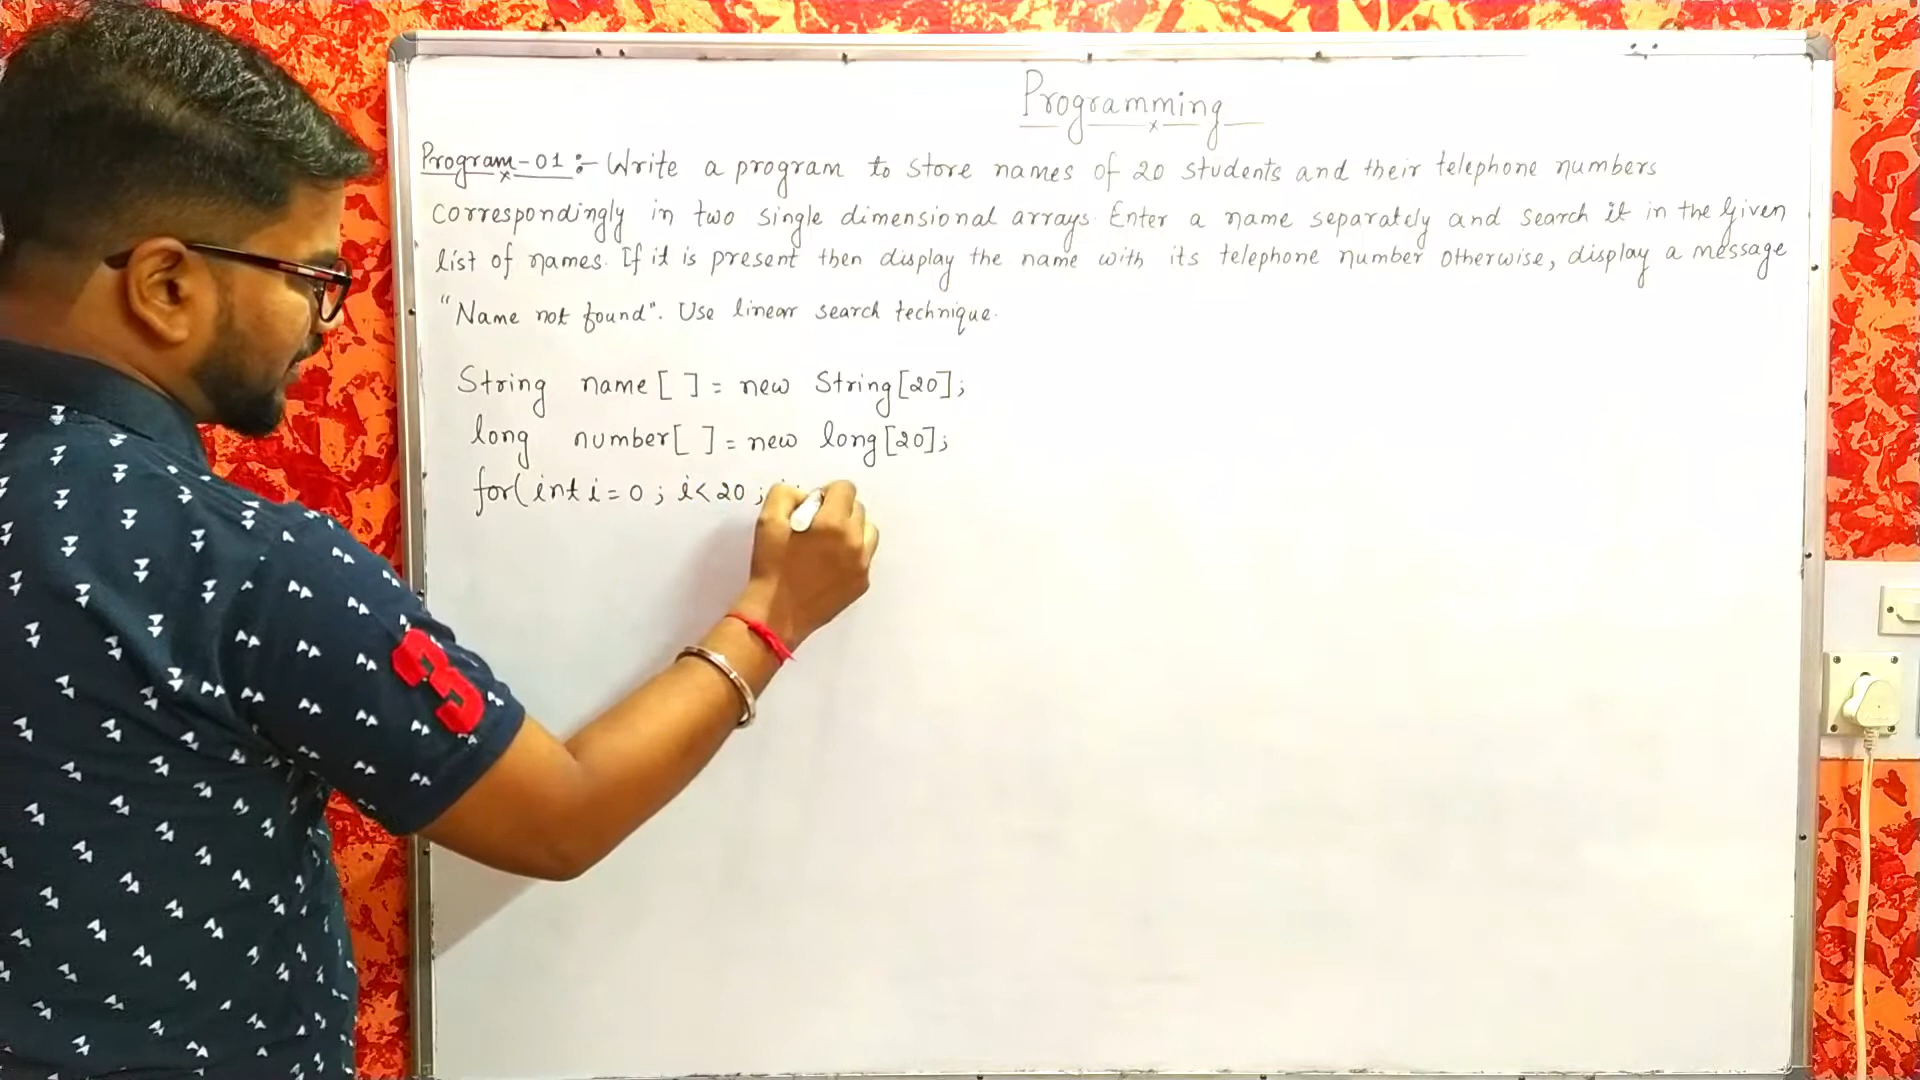 Programming
Program-01:- Write a program to store names of 20 students and their telephone numbers
correspondingly in two single dimensional arrays. Enter a name separately and search it in the given
list of names. If it is present then display the name with its telephone number otherwise, display a message
"Name not found". Use linear search technique.
String name[ ] = new String[20];
long number[ ] = new long[20];
for(int i = 0 ; i < 20 ;
3